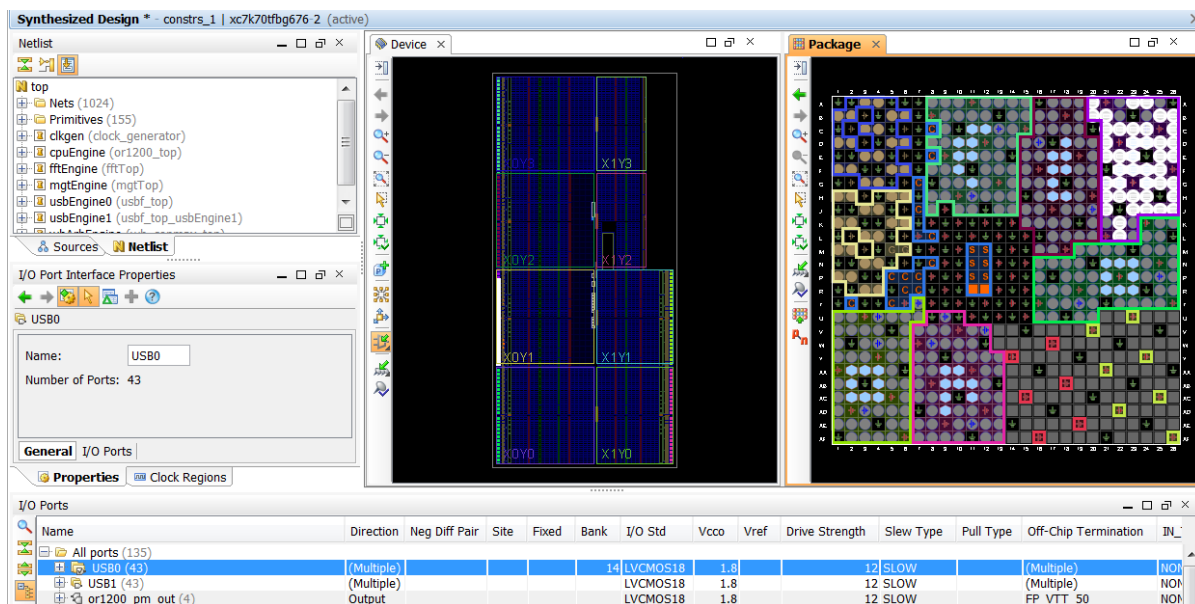 Synthesized Design * - constrs_1 | xc7k70tfbg676-2 (active)
Netlist
top
Nets (1024)
Primitives (155)
clkgen (clock_generator)
cpuEngine (or1200_top)
fftEngine (fftTop)
mgtEngine (mgtTop)
usbEngine0 (usbf_top)
usbEngine1 (usb_top_usbEngine1)
Sources Netlist
I/O Port Interface Properties
USB0
Name: USB0
Number of Ports: 43
General I/O Ports
Properties Clock Regions
Device
X0Y3 X1Y3
X0Y2 X1Y2
X0Y1 X1Y1
X0Y0 X1Y0
Package
I/O Ports
Name Direction Neg Diff Pair Site Fixed Bank I/O Std Vcco Vref Drive Strength Slew Type Pull Type Off-Chip Termination IN_
All ports (135)
USB0 (43) (Multiple) 14 LVCMOS18 1.8 12 SLOW (Multiple) NON
USB1 (43) (Multiple) LVCMOS18 1.8 12 SLOW (Multiple) NON
or1200_pm_out (4) Output LVCMOS18 1.8 12 SLOW FP_VTT_50 NON